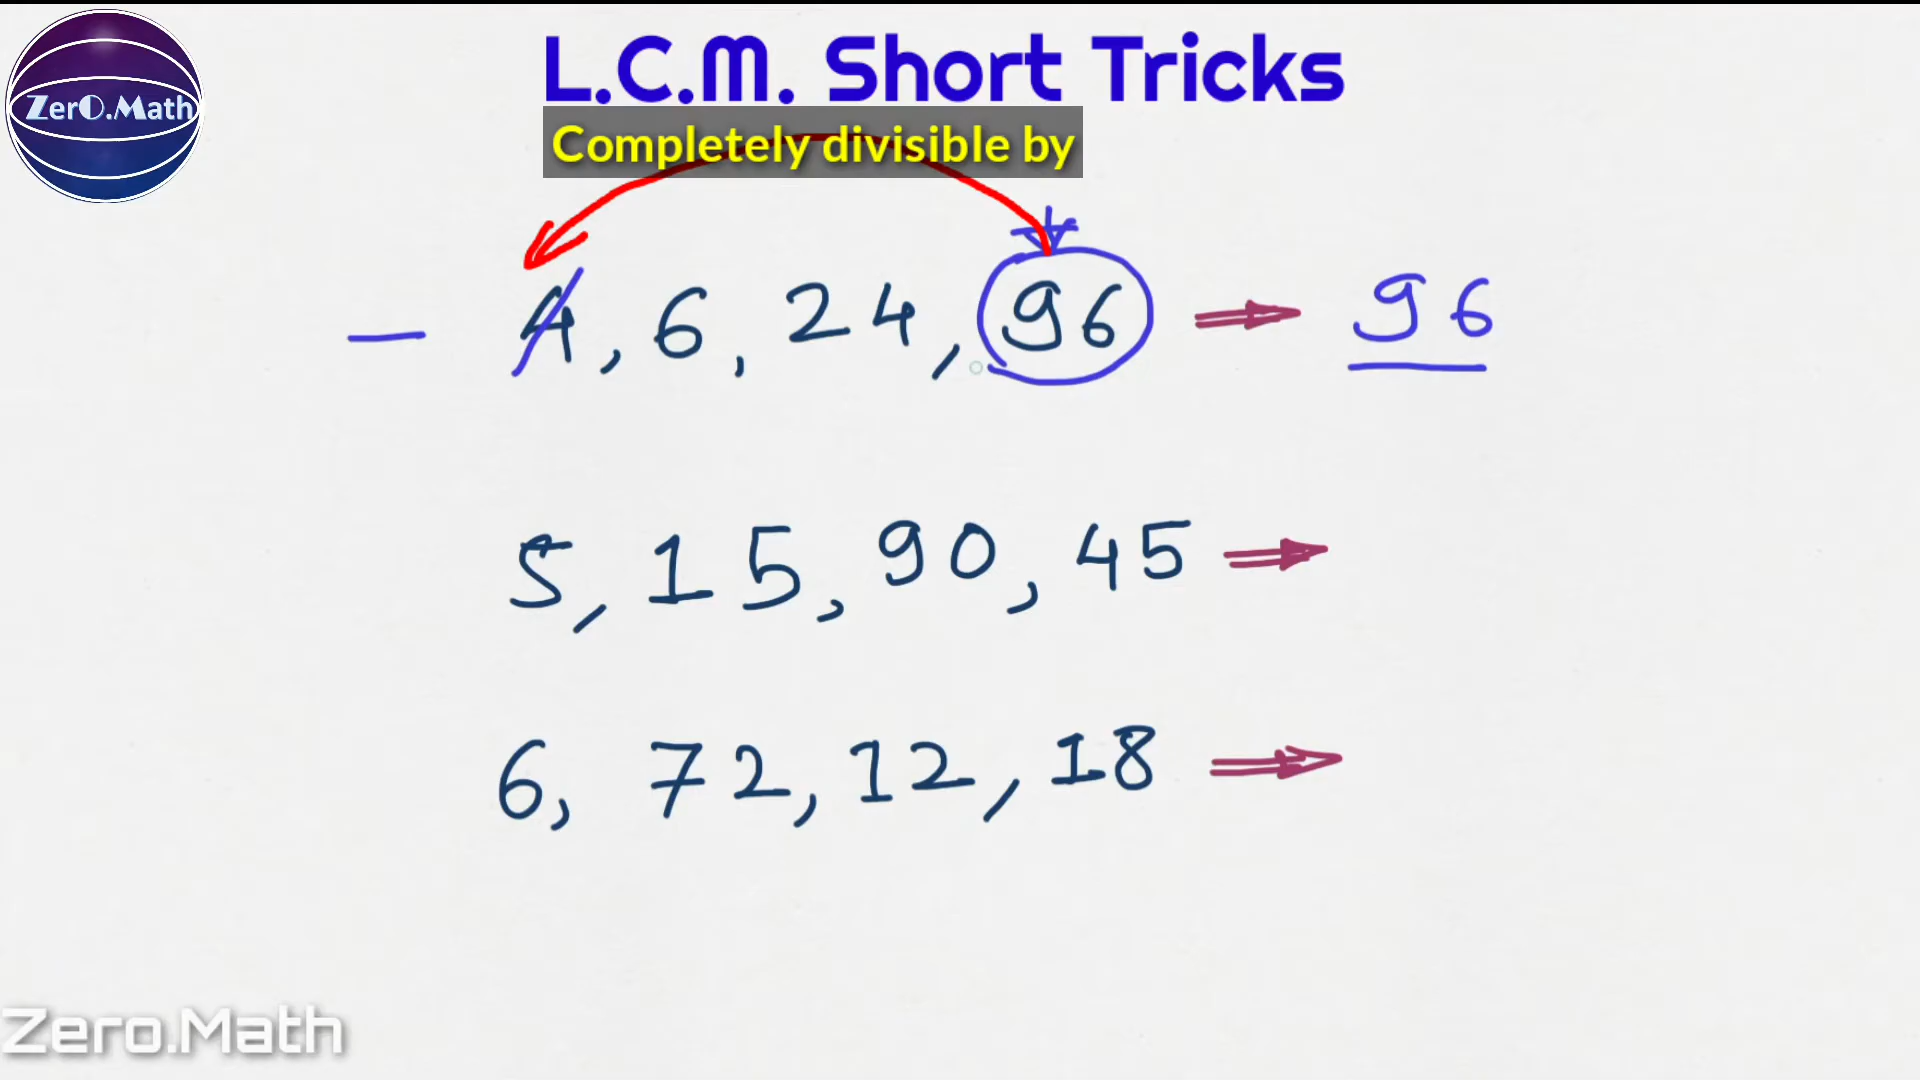 L.C.M. Short Tricks
ZerO.Math
Completely divisible by
– 4, 6, 24, 96 ⇒ 96
5, 15, 90, 45 ⇒
6, 72, 12, 18 ⇒
Zero.Math